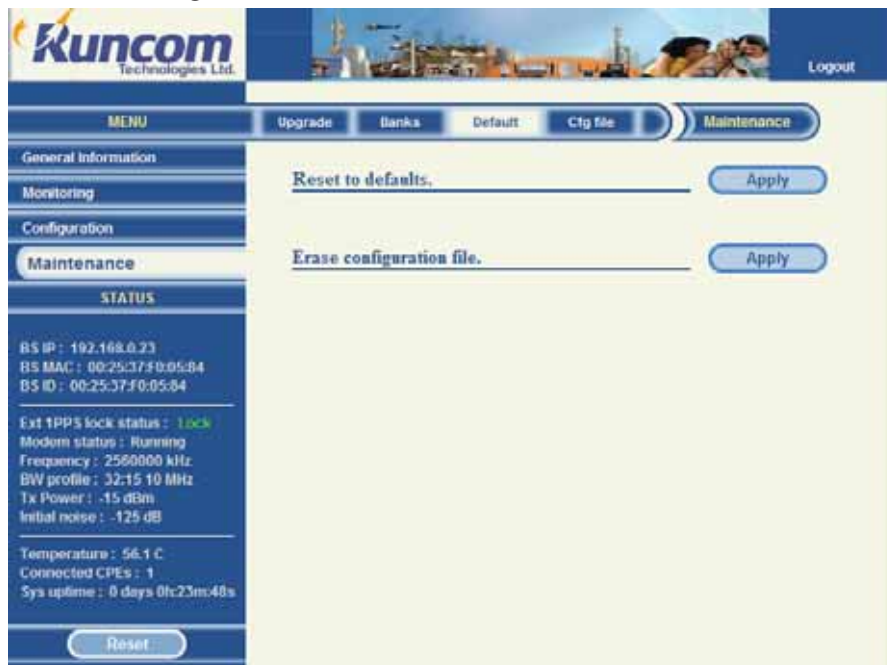 Runcom
Technologies Ltd.
Logout
MENU
Upgrade Banks Default Cfg file Maintenance
General Information
Monitoring
Configuration
Maintenance
Reset to defaults. Apply
Erase configuration file. Apply
STATUS
BS IP : 192.168.0.23
BS MAC : 00:25:37:F0:05:84
BS ID : 00:25:37:F0:05:84
Ext 1PPS lock status : Lock
Modem status : Running
Frequency : 2560000 kHz
BW profile : 32:15 10 MHz
Tx Power : -15 dBm
Initial noise : -125 dB
Temperature : 56.1 C
Connected CPEs : 1
Sys uptime : 0 days 0h:23m:48s
Reset